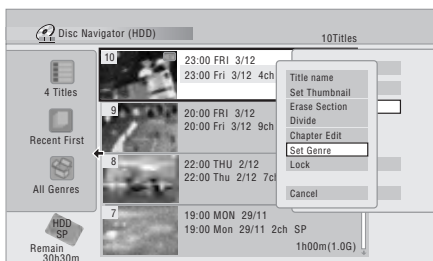 Disc Navigator (HDD)
10Titles
4 Titles
Recent First
All Genres
HDD
SP
Remain
30h30m
10
23:00 FRI 3/12
23:00 Fri 3/12 4ch
9
20:00 FRI 3/12
20:00 Fri 3/12 9ch
8
22:00 THU 2/12
22:00 Thu 2/12 7ch
7
19:00 MON 29/11
19:00 Mon 29/11 2ch SP
1h00m(1.0G)
Title name
Set Thumbnail
Erase Section
Divide
Chapter Edit
Set Genre
Lock
Cancel